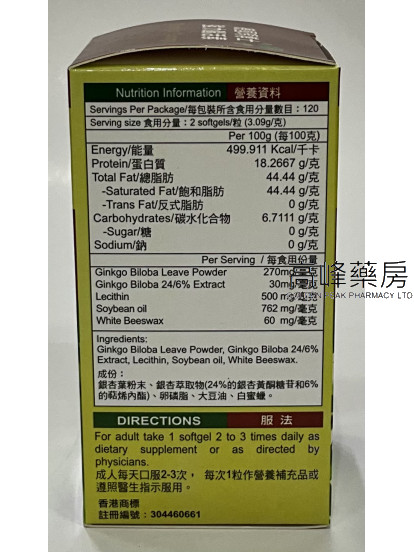 Nutrition Information 營養資料
Servings Per Package/每包裝所含食用分量數目：120
Serving size 食用分量：2 softgels/粒 (3.09g/克)
Per 100g (每100克)
Energy/能量 499.911 Kcal/千卡
Protein/蛋白質 18.2667 g/克
Total Fat/總脂肪 44.44 g/克
-Saturated Fat/飽和脂肪 44.44 g/克
-Trans Fat/反式脂肪 0 g/克
Carbohydrates/碳水化合物 6.7111 g/克
-Sugar/糖 0 g/克
Sodium/鈉 0 g/克
Per Serving / 每食用份量
Ginkgo Biloba Leave Powder 270mg/毫克
Ginkgo Biloba 24/6% Extract 30mg/毫克
Lecithin 500 mg/毫克
Soybean oil 762 mg/毫克
White Beeswax 60 mg/毫克
峰藥房
PHARMACY LTD
Ingredients:
Ginkgo Biloba Leave Powder, Ginkgo Biloba 24/6%
Extract, Lecithin, Soybean oil, White Beeswax.
成份：
銀杏葉粉末、銀杏萃取物(24%的銀杏黃酮糖苷和6%
的萜烯內酯)、卵磷脂、大豆油、白蜜蠟。
DIRECTIONS 服法
For adult take 1 softgel 2 to 3 times daily as
dietary supplement or as directed by
physicians.
成人每天口服2-3次， 每次1粒作營養補充品或
遵照醫生指示服用。
香港商標
註冊編號：304460661